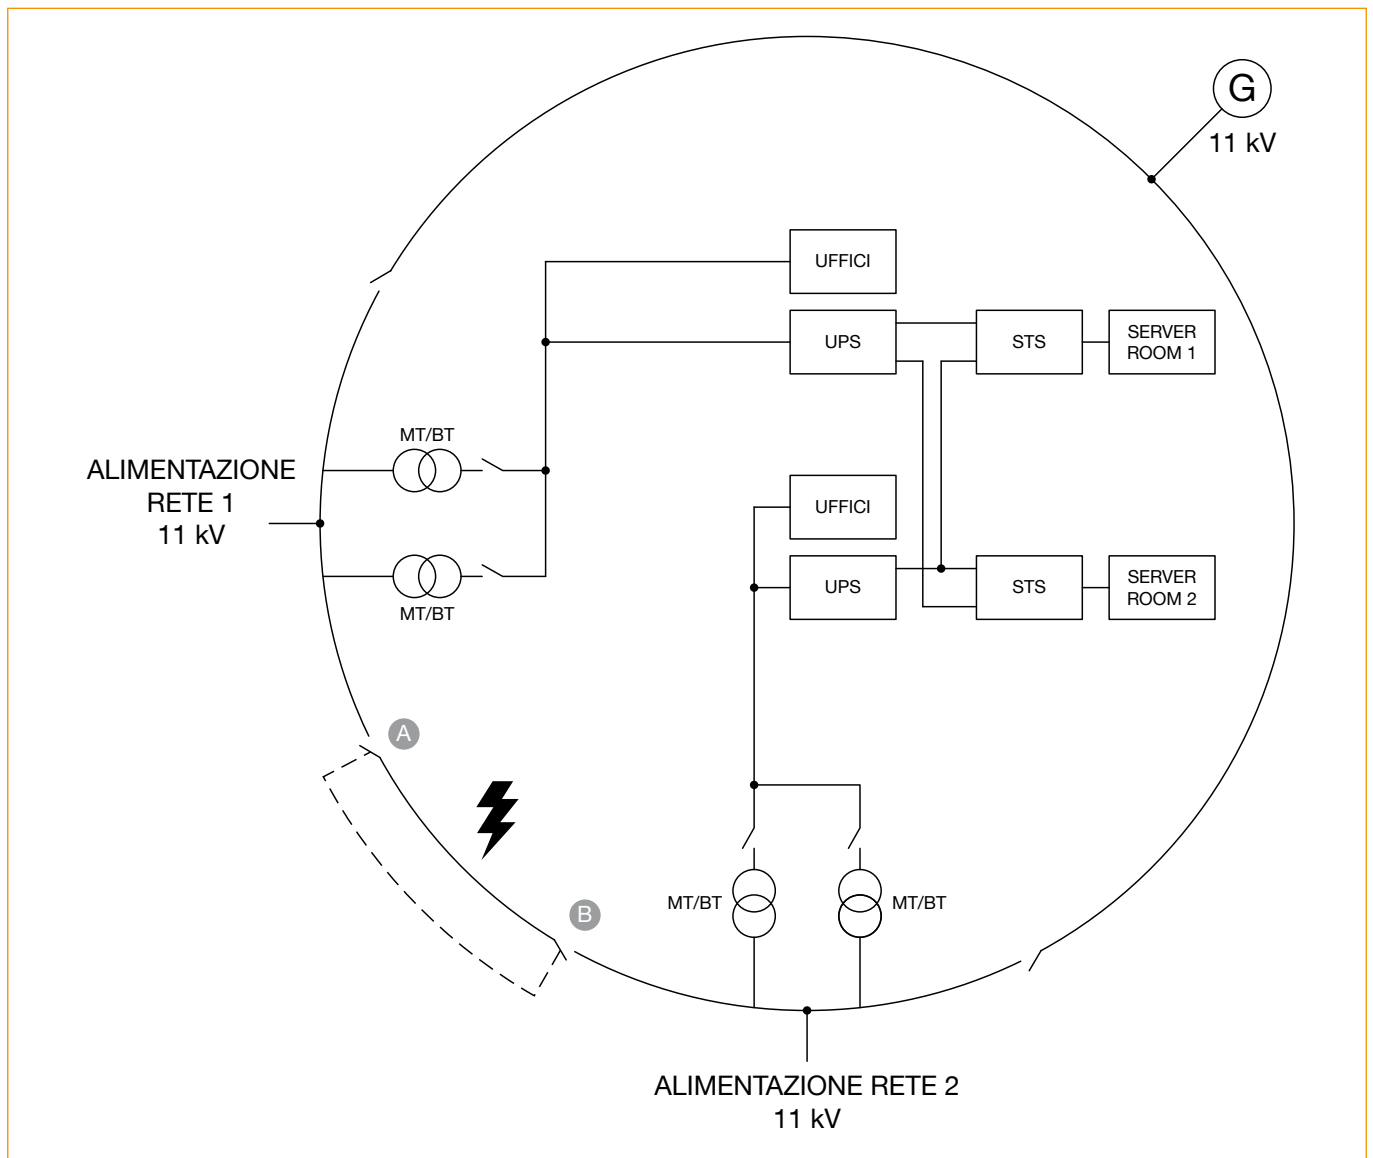 G
11 kV
UFFICI
UPS
STS
SERVER
ROOM 1
MT/BT
ALIMENTAZIONE
RETE 1
11 kV
MT/BT
UFFICI
UPS
STS
SERVER
ROOM 2
A
B
MT/BT
MT/BT
ALIMENTAZIONE RETE 2
11 kV